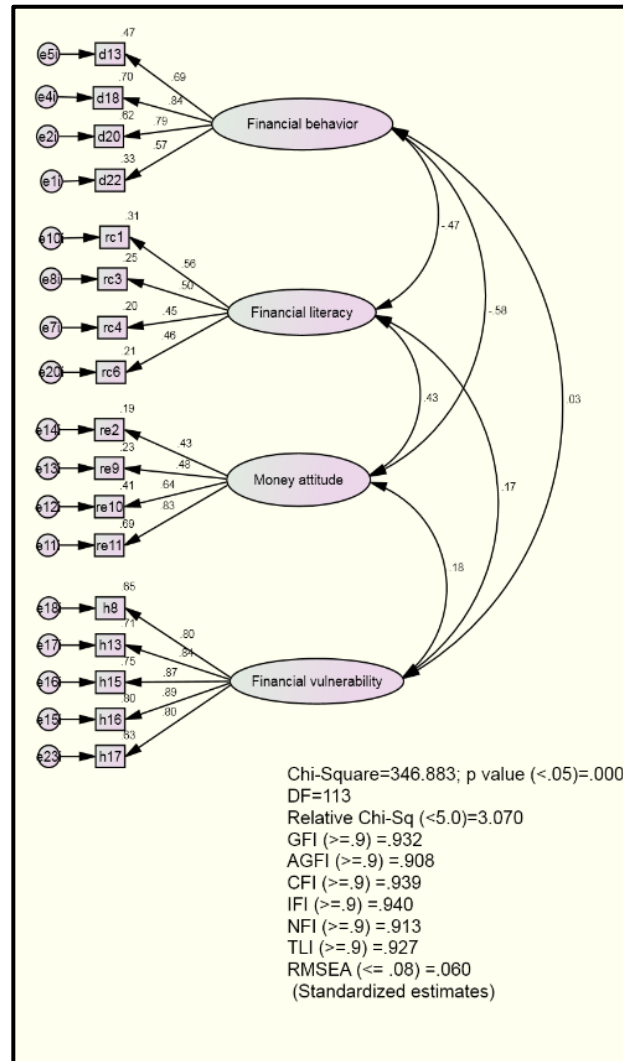 .47
e5i d13
.69
.70
e4i d18
.84
Financial behavior
.62
e2i d20
.79
.57
.33
e1i d22
.31
e10 rc1
-.47
.56
.25
e8i rc3
.50
Financial literacy
-.58
.20
e7i rc4
.45
.46
.21
e20 rc6
.43
.03
.19
e14 re2
.43
.23
e13 re9
.48
Money attitude
.17
.41
e12 re10
.64
.83
.69
e11 re11
.18
.65
e18 h8
.80
.71
e17 h13
.84
Financial vulnerability
.75
e16 h15
.87
.89
.80
e15 h16
.80
.63
e23 h17
Chi-Square=346.883; p value (<.05)=.000
DF=113
Relative Chi-Sq (<5.0)=3.070
GFI (>=.9) =.932
AGFI (>=.9) =.908
CFI (>=.9) =.939
IFI (>=.9) =.940
NFI (>=.9) =.913
TLI (>=.9) =.927
RMSEA (<= .08) =.060
(Standardized estimates)